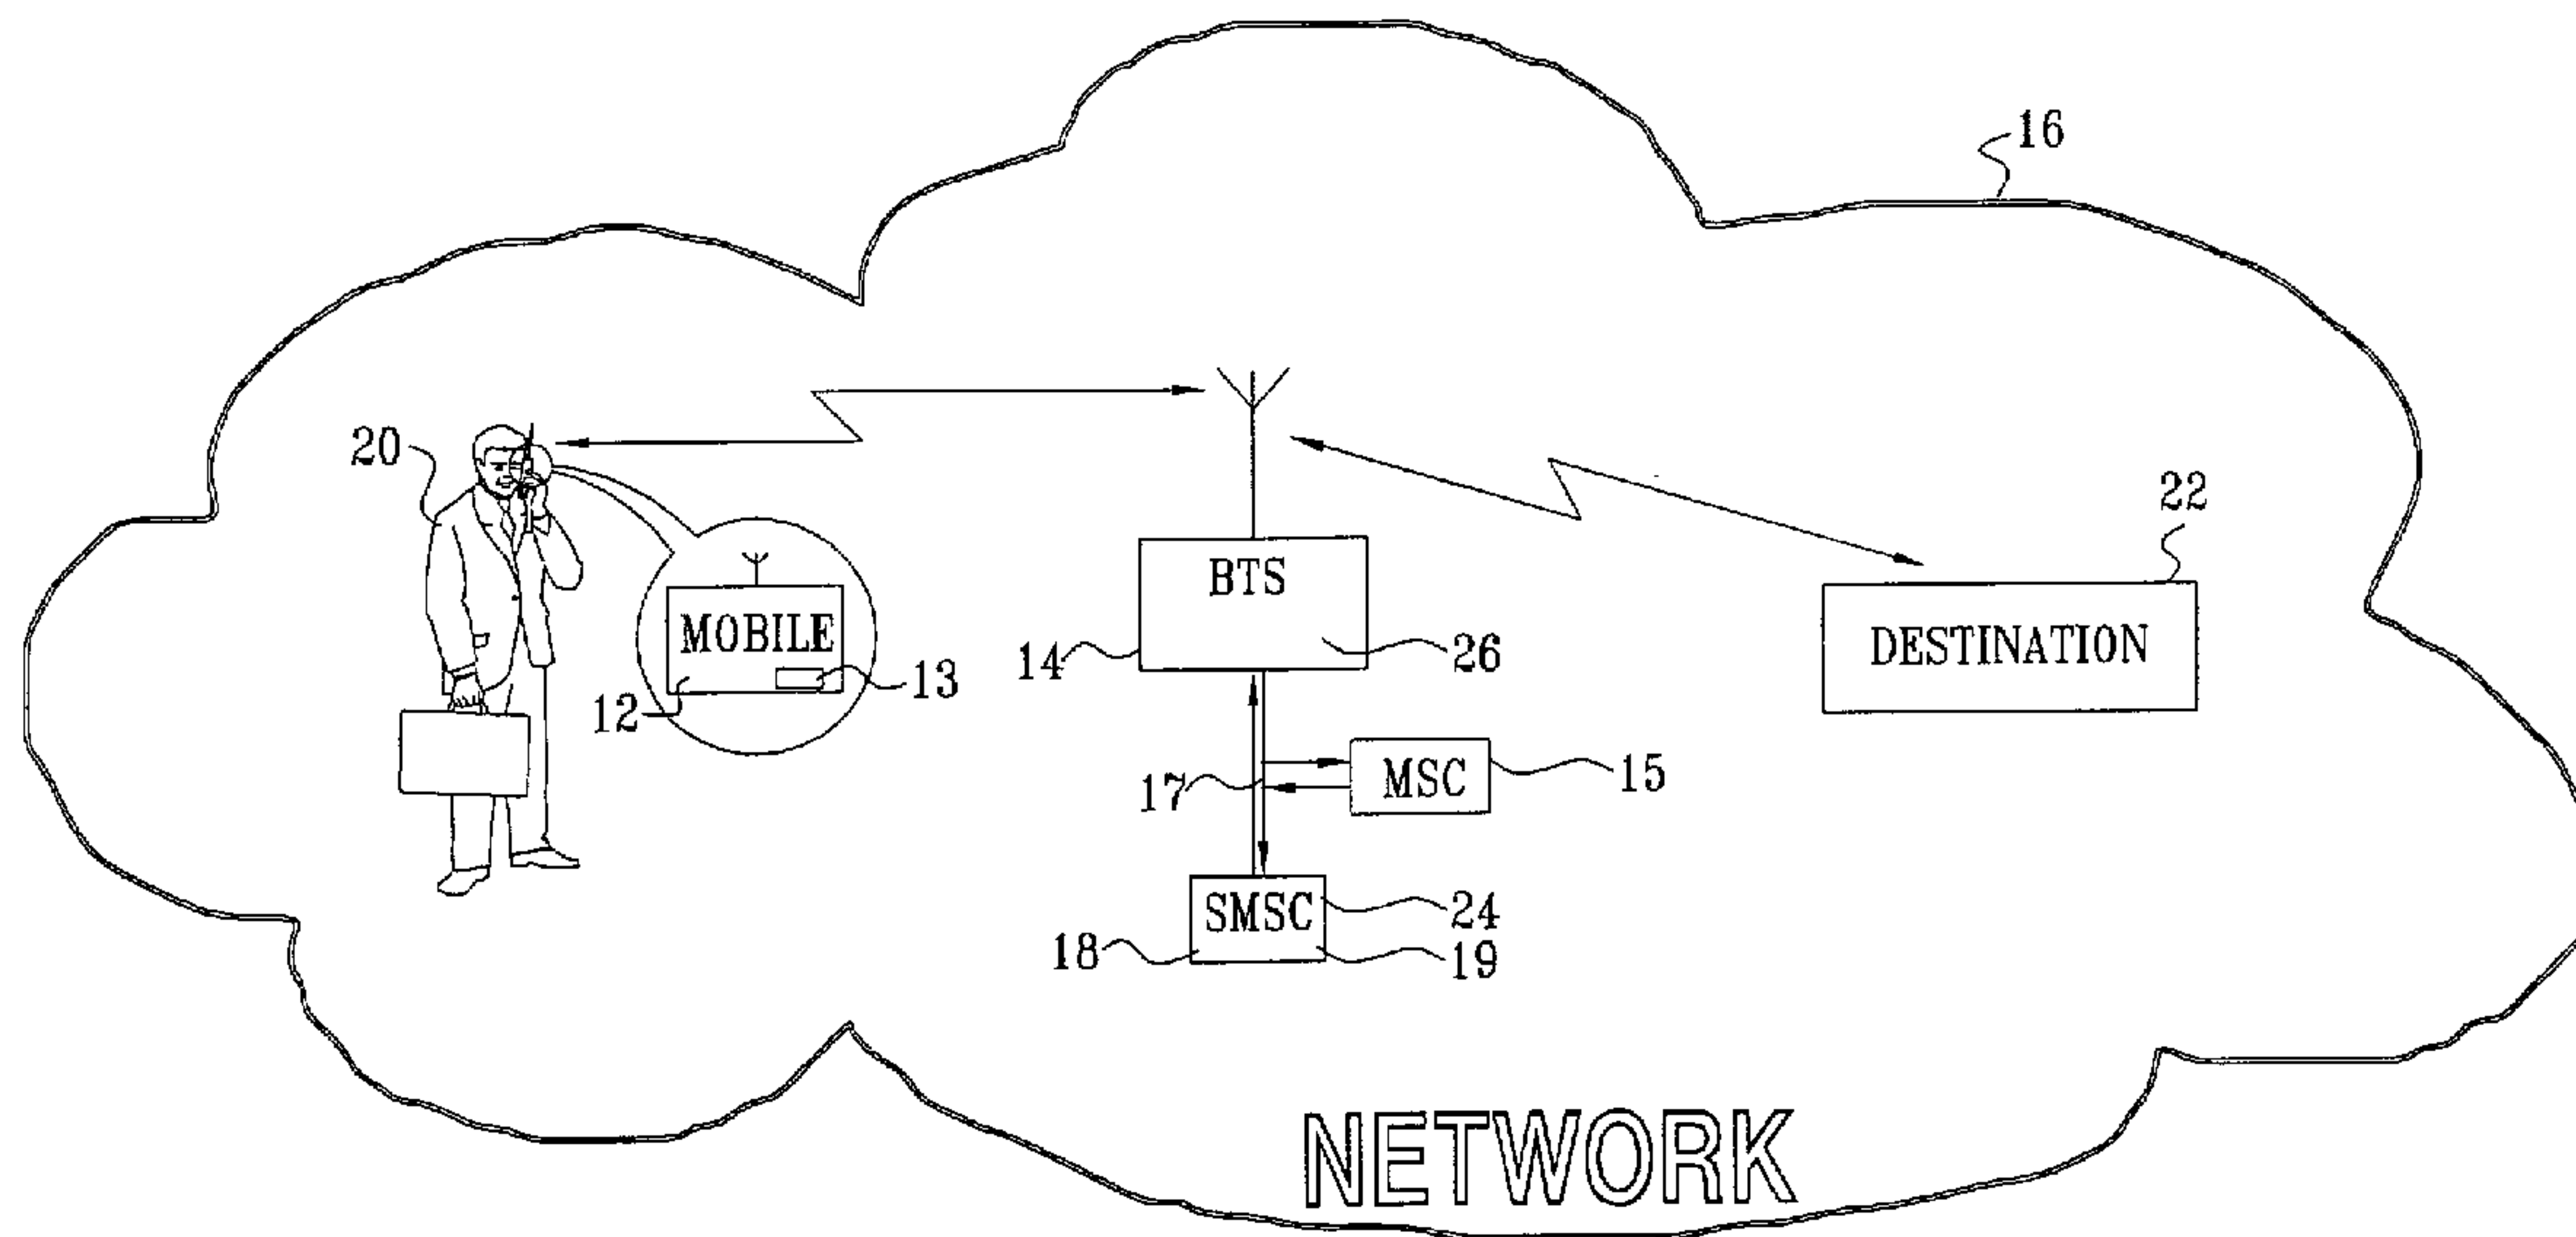 16
20
22
BTS
MOBILE
DESTINATION
14
26
13
12
17
MSC
15
SMSC
24
18
19
NETWORK